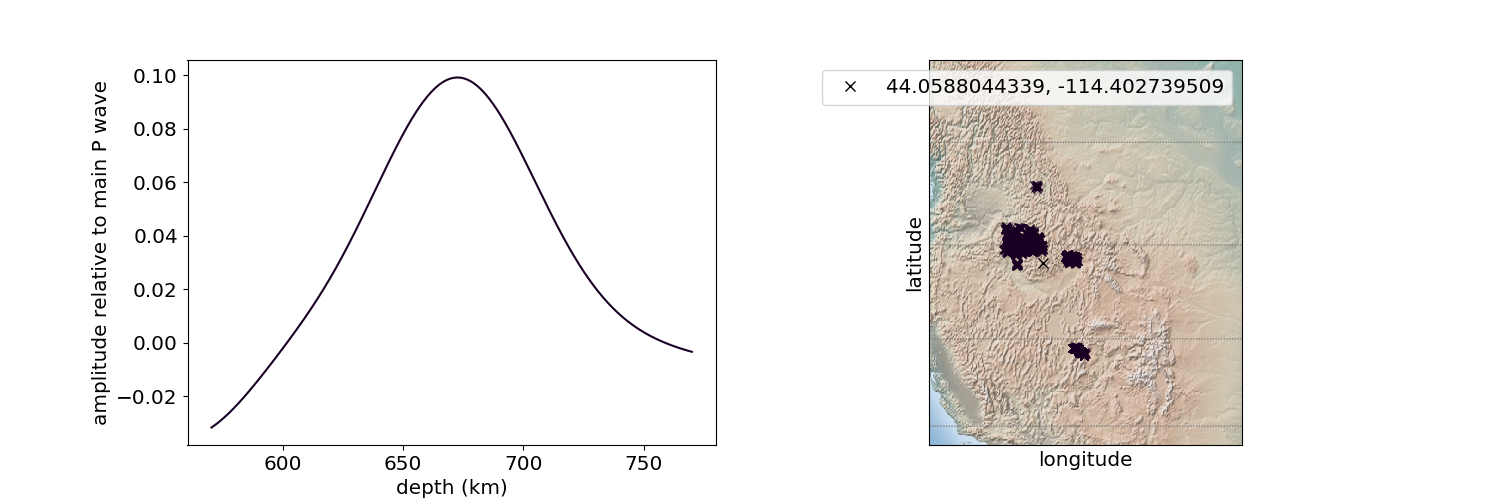 amplitude relative to main P wave
0.10
0.08
0.06
0.04
0.02
0.00
−0.02
600 650 700 750
depth (km)
44.0588044339, -114.402739509
latitude
longitude